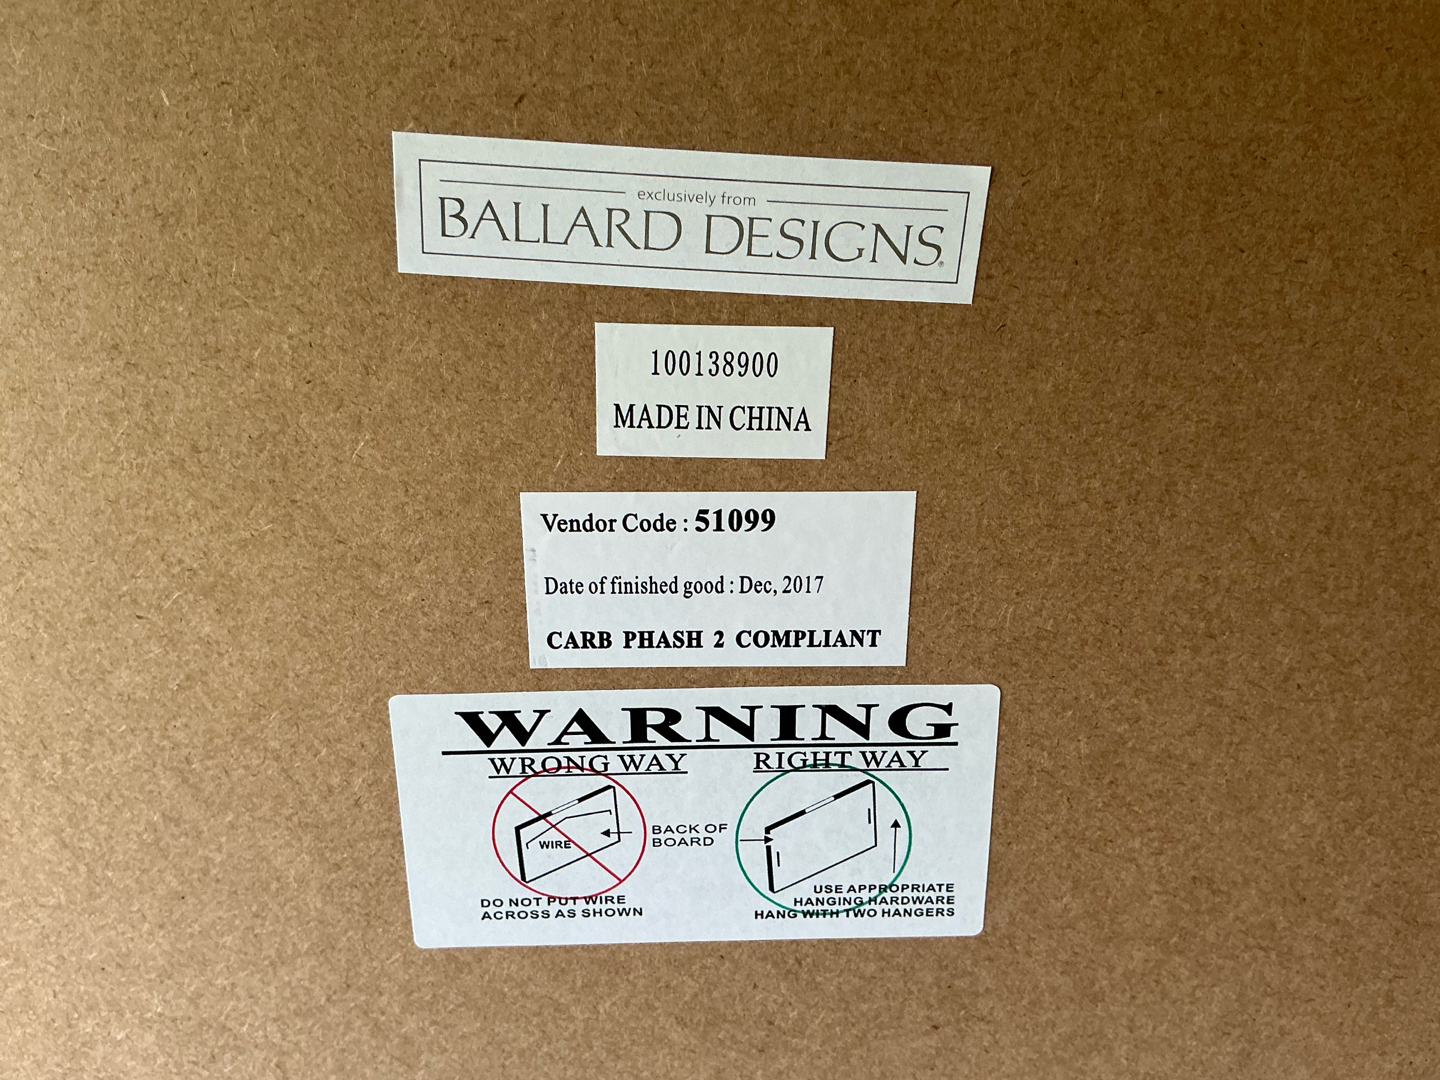 exclusively from
BALLARD DESIGNS®
100138900
MADE IN CHINA
Vendor Code : 51099
Date of finished good : Dec, 2017
CARB PHASH 2 COMPLIANT
WARNING
WRONG WAY
WIRE
DO NOT PUT WIRE
ACROSS AS SHOWN
BACK OF
BOARD
RIGHT WAY
USE APPROPRIATE
HANGING HARDWARE
HANG WITH TWO HANGERS